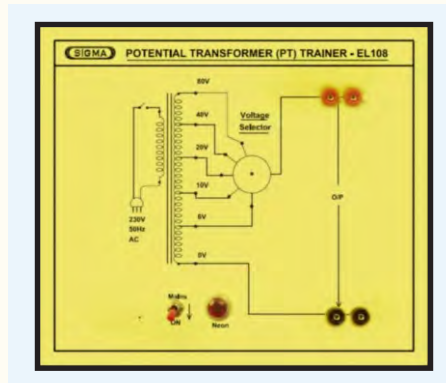 SIGMA POTENTIAL TRANSFORMER (PT) TRAINER - EL108
80V
40V
Voltage
Selector
20V
10V
O/P
6V
230V
50Hz
AC
0V
Mains
ON
Neon